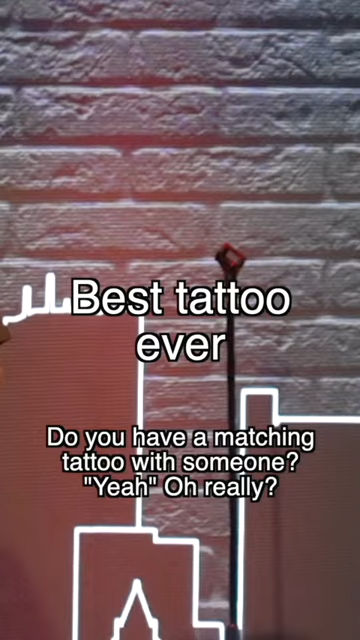 Best tattoo
ever
Do you have a matching
tattoo with someone?
"Yeah" Oh really?